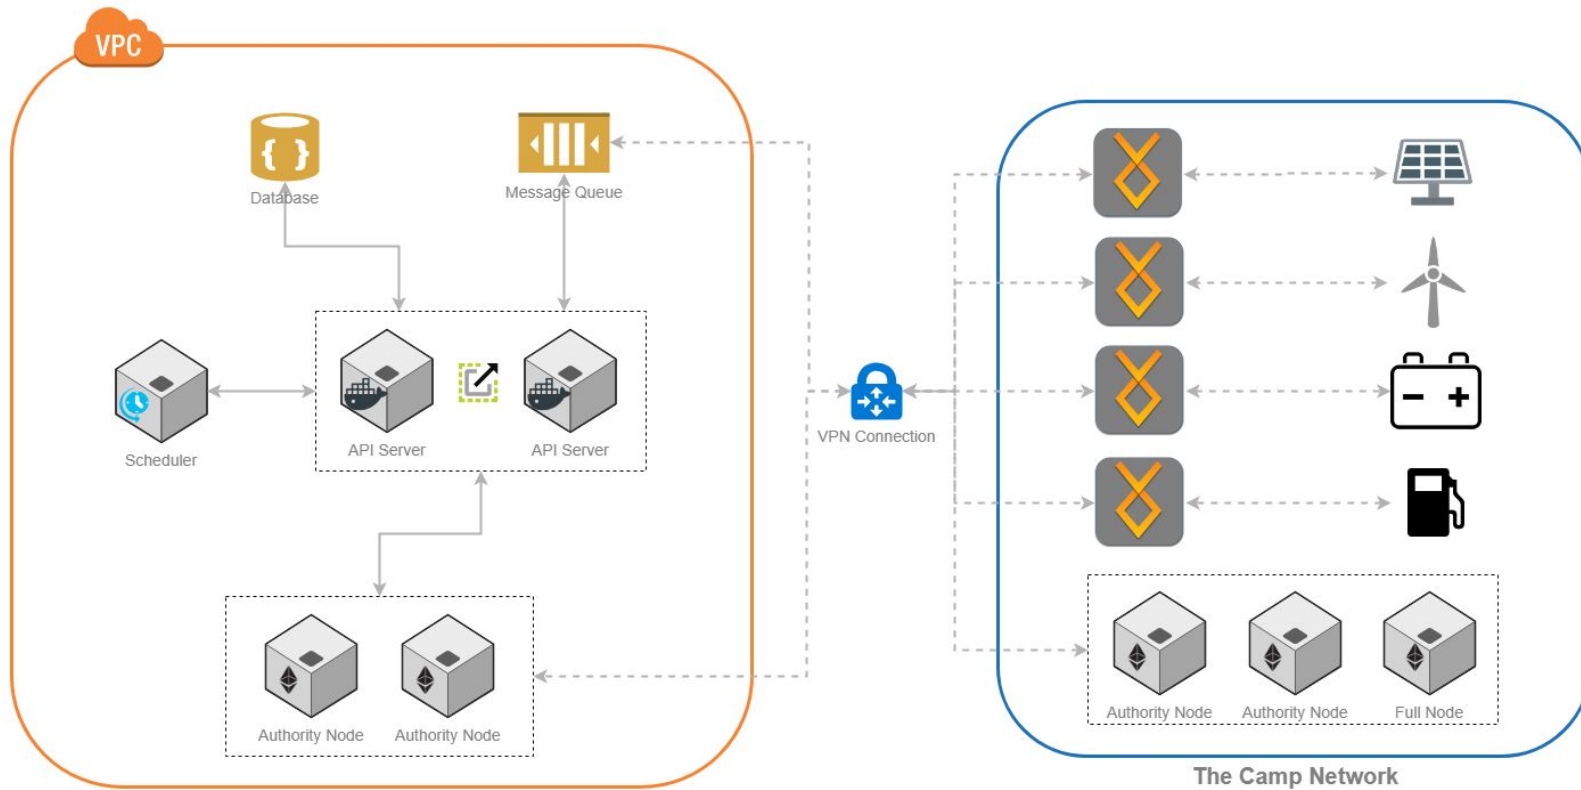 VPC
Database
Message Queue
Scheduler
API Server
API Server
VPN Connection
Authority Node
Authority Node
Authority Node
Authority Node
Full Node
The Camp Network